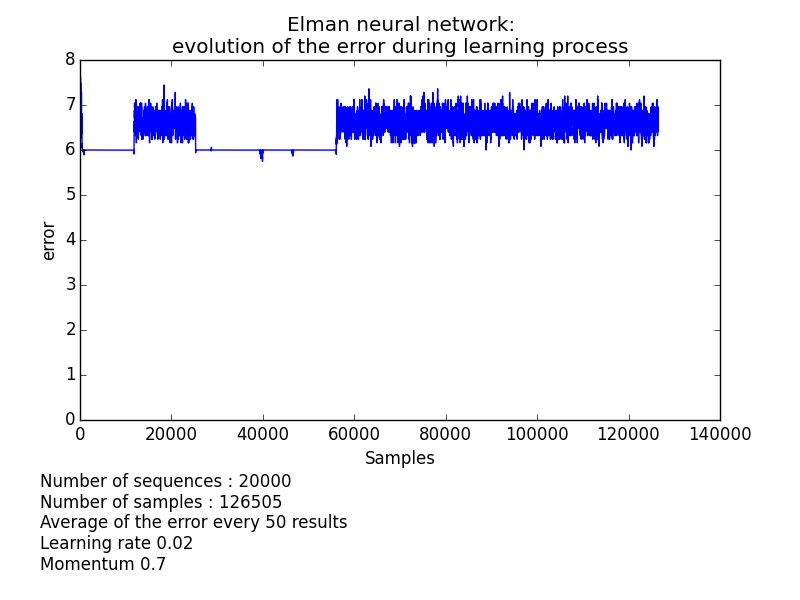 Elman neural network:
evolution of the error during learning process
8
7
6
5
4
3
2
1
0
error
0 20000 40000 60000 80000 100000 120000 140000
Samples
Number of sequences : 20000
Number of samples : 126505
Average of the error every 50 results
Learning rate 0.02
Momentum 0.7